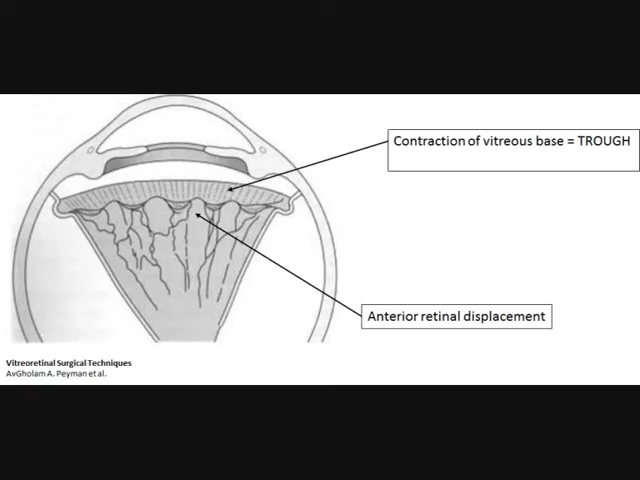 Contraction of vitreous base = TROUGH
Anterior retinal displacement
Vitreoretinal Surgical Techniques
AvGholam A. Peyman et al.